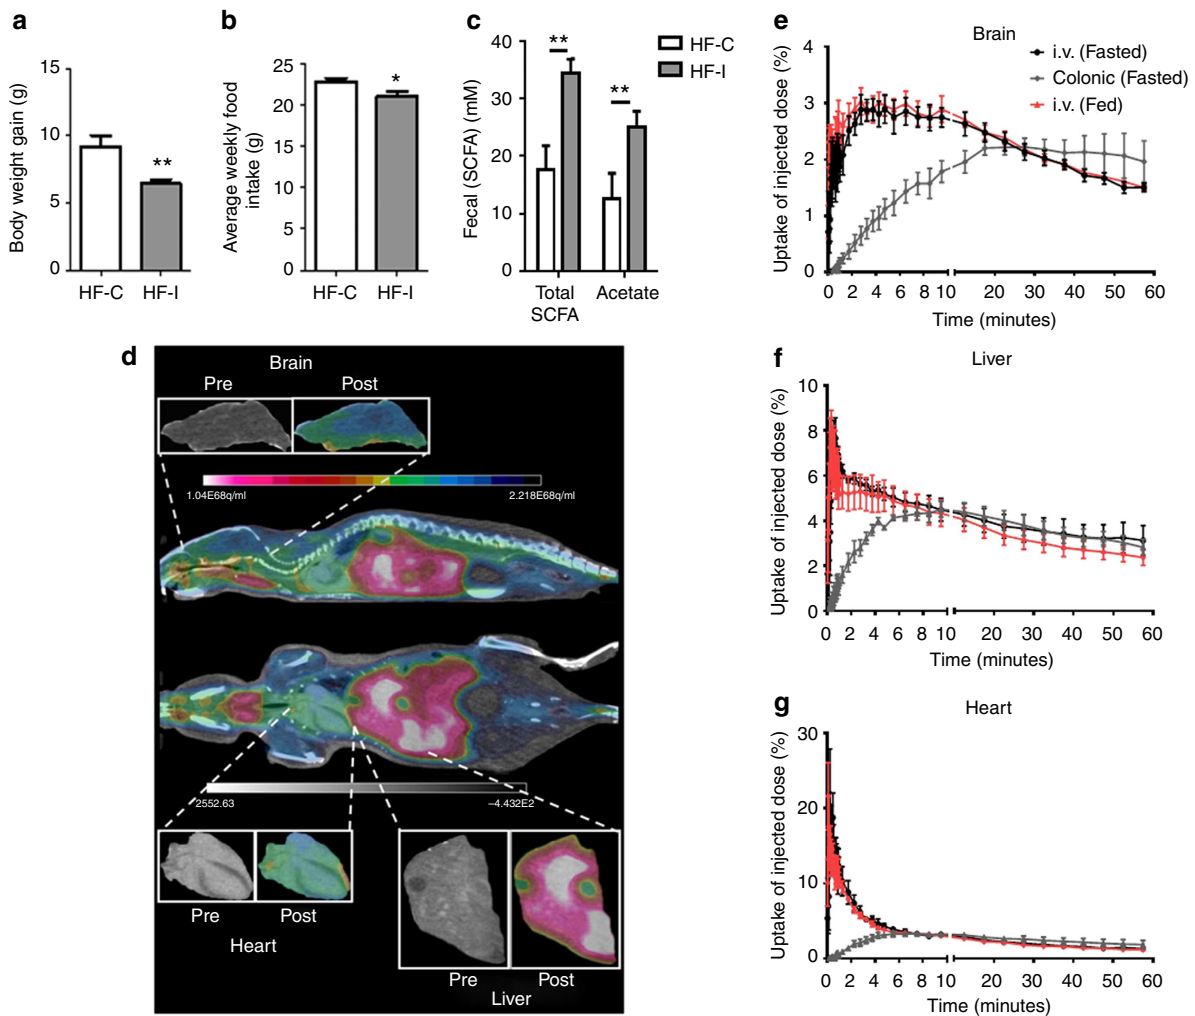 a
Body weight gain (g)
15
10
5
0
**
HF-C
HF-I
b
Average weekly food
intake (g)
25
20
15
10
5
0
*
HF-C
HF-I
c
Fecal (SCFA) (mM)
40
30
20
10
0
**
**
Total
SCFA
Acetate
HF-C
HF-I
d
Brain
Pre
Post
1.04E68q/ml
2.218E68q/ml
2552.63
–4.432E2
Pre
Post
Heart
Pre
Post
Liver
e
Brain
i.v. (Fasted)
Colonic (Fasted)
i.v. (Fed)
Uptake of injected dose (%)
4
3
2
1
0
0 2 4 6 8 10 20 30 40 50 60
Time (minutes)
f
Liver
Uptake of injected dose (%)
10
8
6
4
2
0
0 2 4 6 8 10 20 30 40 50 60
Time (minutes)
g
Heart
Uptake of injected dose (%)
30
20
10
0
0 2 4 6 8 10 20 30 40 50 60
Time (minutes)